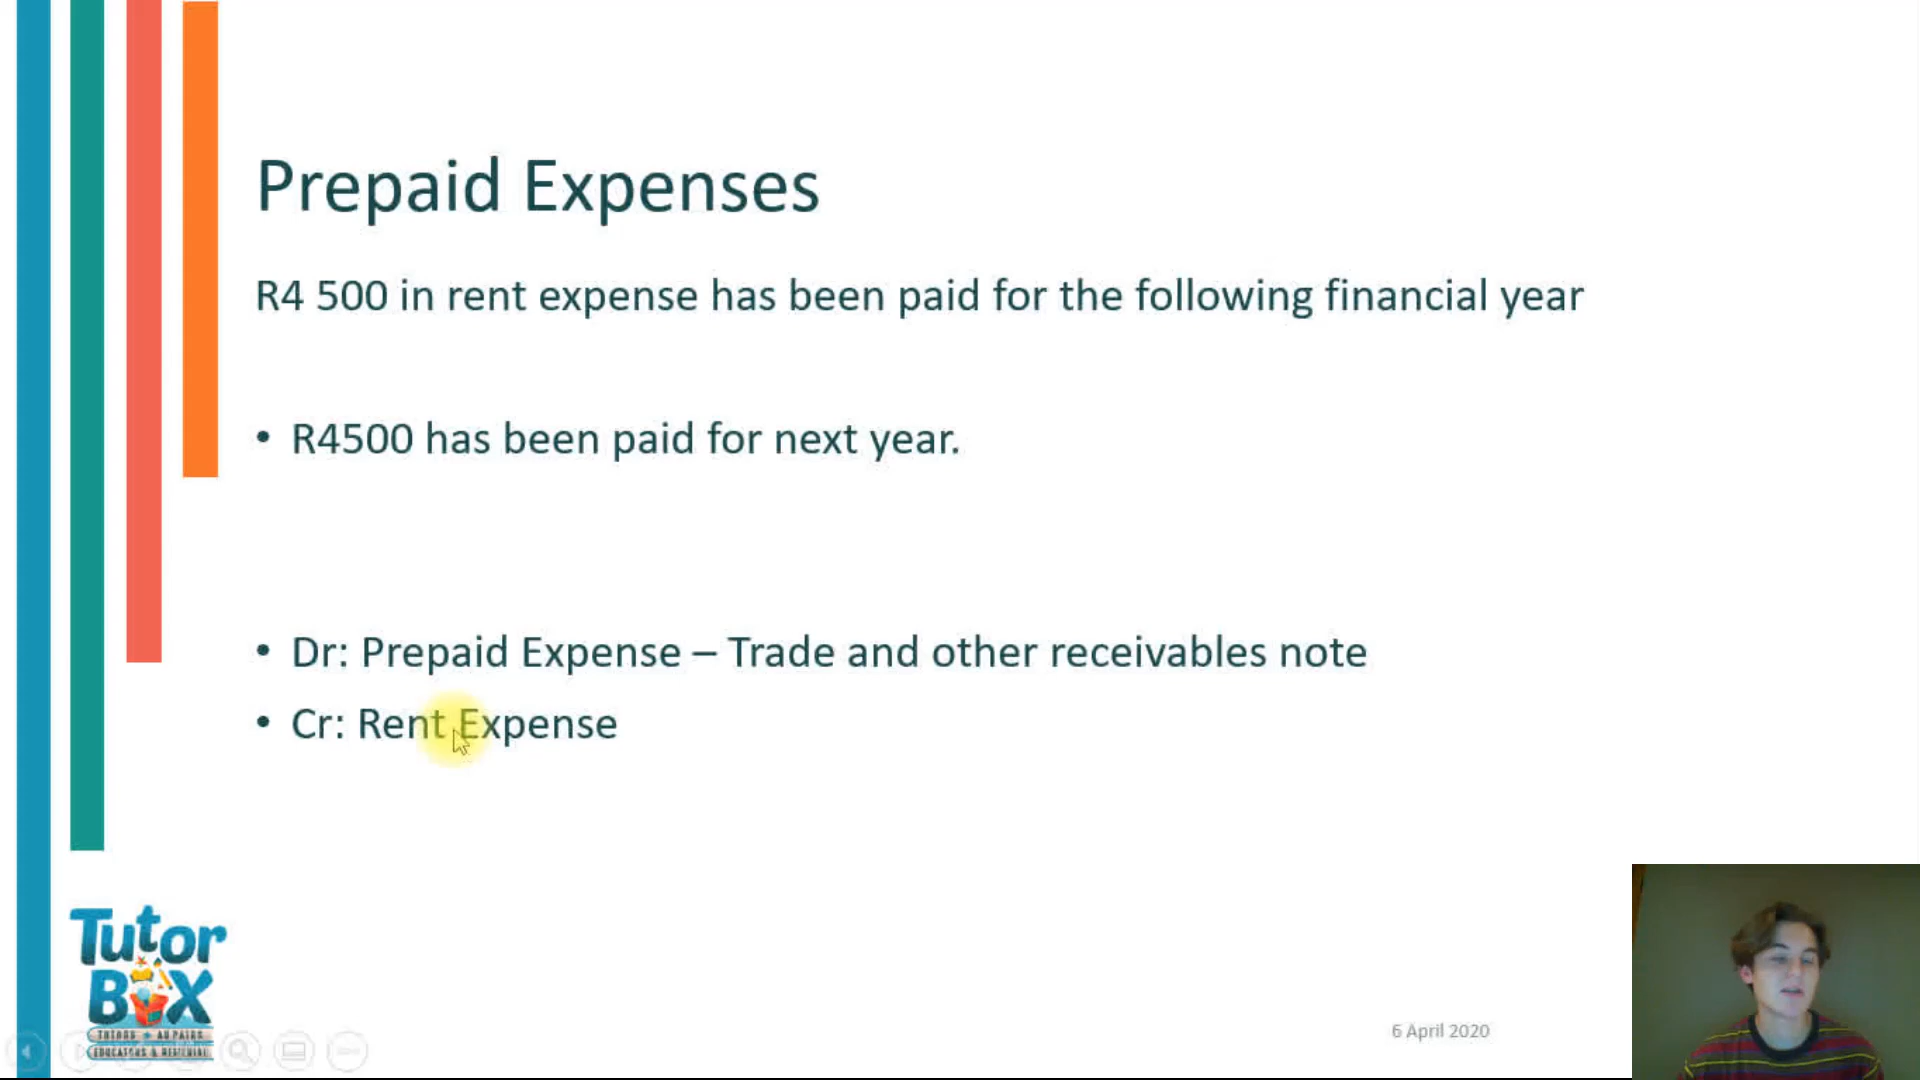 Prepaid Expenses
R4 500 in rent expense has been paid for the following financial year
• R4500 has been paid for next year.
• Dr: Prepaid Expense – Trade and other receivables note
• Cr: Rent Expense
Tutor
BOX
TUTORS + AU PAIRS
EDUCATORS & REMEDIAL
6 April 2020